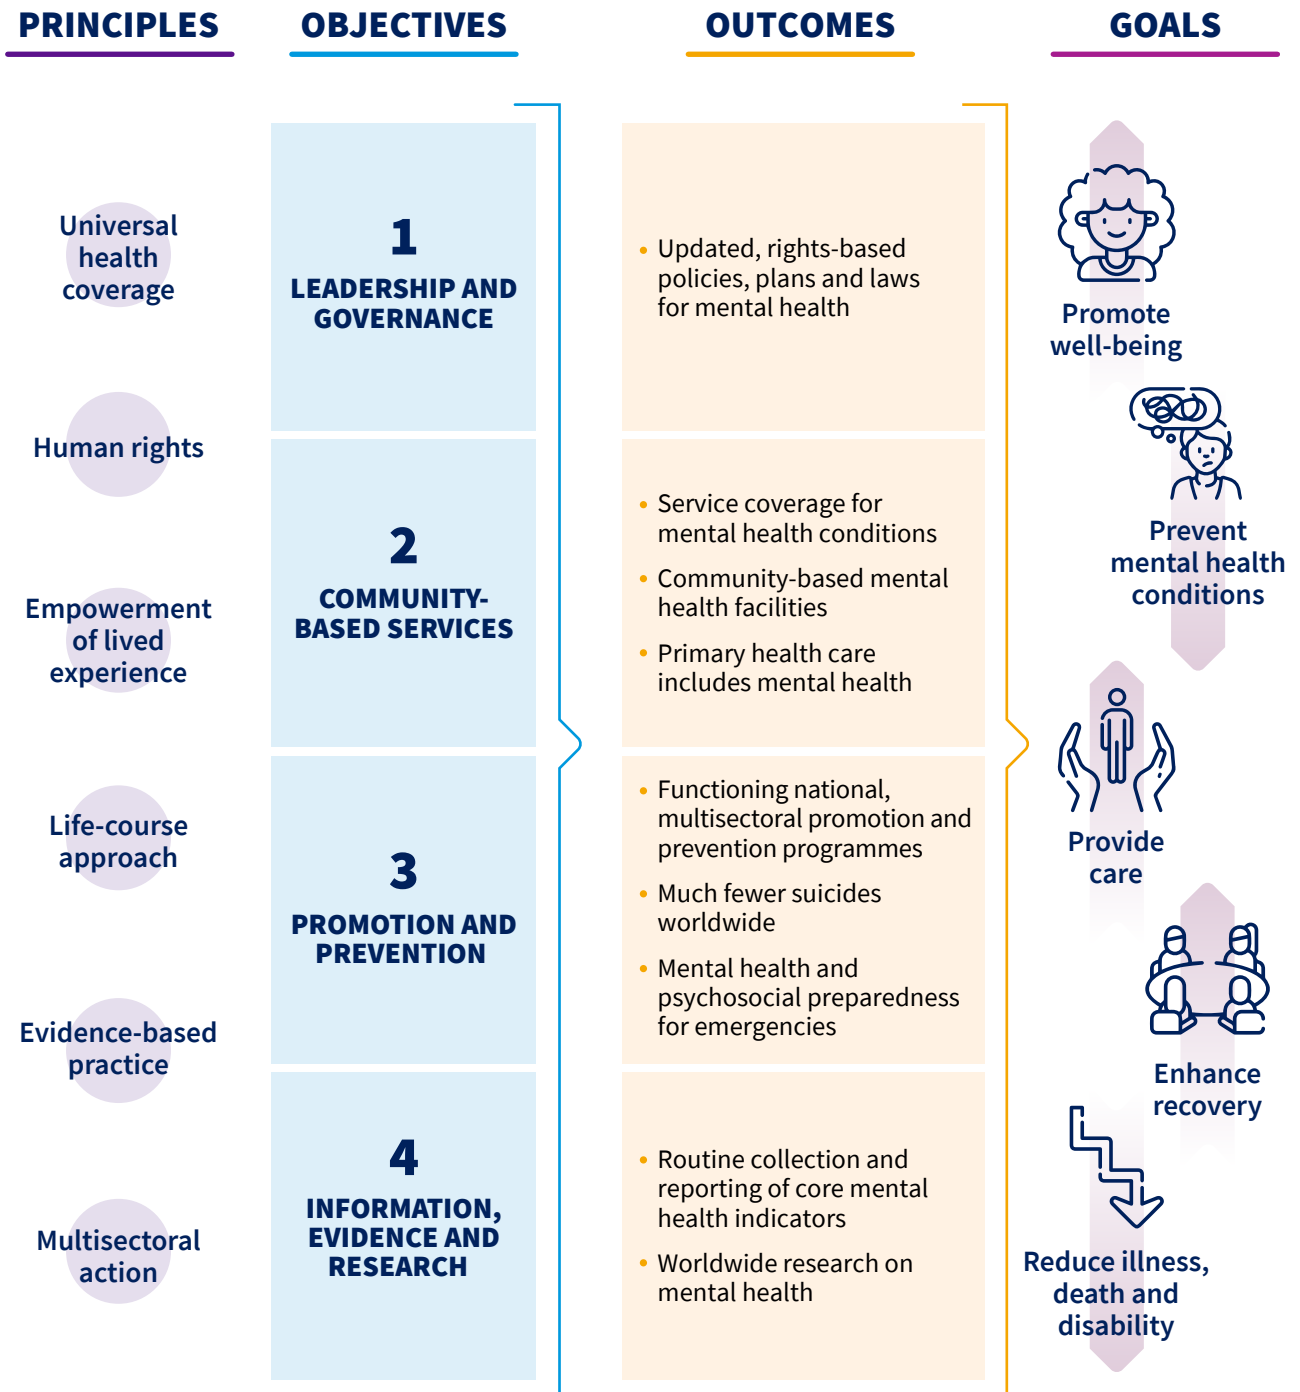 PRINCIPLES
Universal
health
coverage
Human rights
Empowerment
of lived
experience
Life-course
approach
Evidence-based
practice
Multisectoral
action
OBJECTIVES
1
LEADERSHIP AND
GOVERNANCE
2
COMMUNITY-
BASED SERVICES
3
PROMOTION AND
PREVENTION
4
INFORMATION,
EVIDENCE AND
RESEARCH
OUTCOMES
• Updated, rights-based
policies, plans and laws
for mental health
• Service coverage for
mental health conditions
• Community-based mental
health facilities
• Primary health care
includes mental health
• Functioning national,
multisectoral promotion and
prevention programmes
• Much fewer suicides
worldwide
• Mental health and
psychosocial preparedness
for emergencies
• Routine collection and
reporting of core mental
health indicators
• Worldwide research on
mental health
GOALS
Promote
well-being
Prevent
mental health
conditions
Provide
care
Enhance
recovery
Reduce illness,
death and
disability